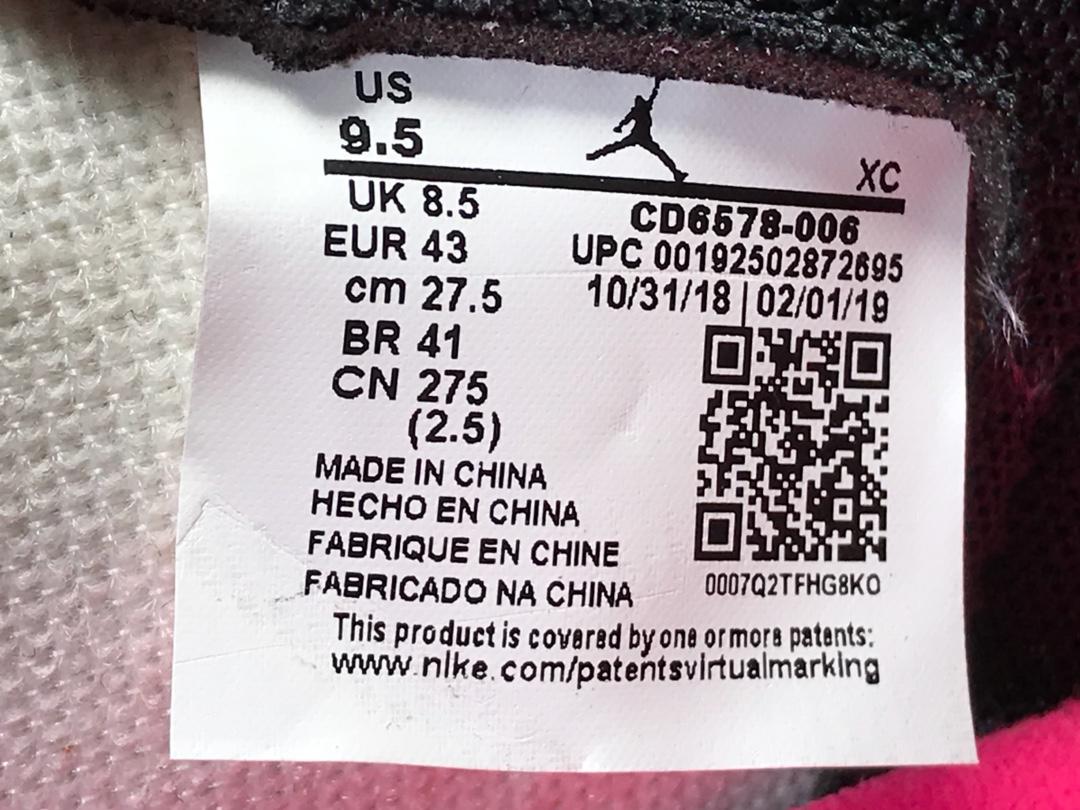 US
9.5
XC
UK 8.5
CD6578-006
EUR 43
UPC 00192502872695
cm 27.5
10/31/18 | 02/01/19
BR 41
CN 275
(2.5)
MADE IN CHINA
HECHO EN CHINA
FABRIQUE EN CHINE
FABRICADO NA CHINA
0007Q2TFHG8KO
This product is covered by one or more patents:
www.nike.com/patentsvirtualmarking